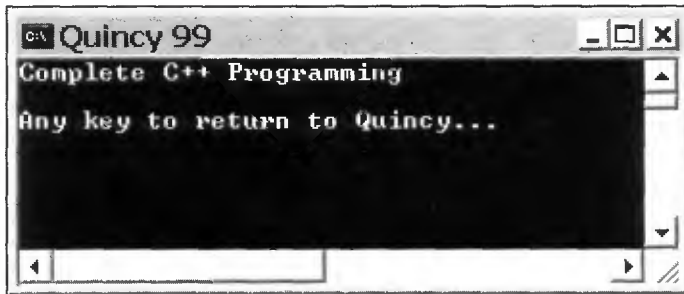 Quincy 99
Complete C++ Programming
Any key to return to Quincy...